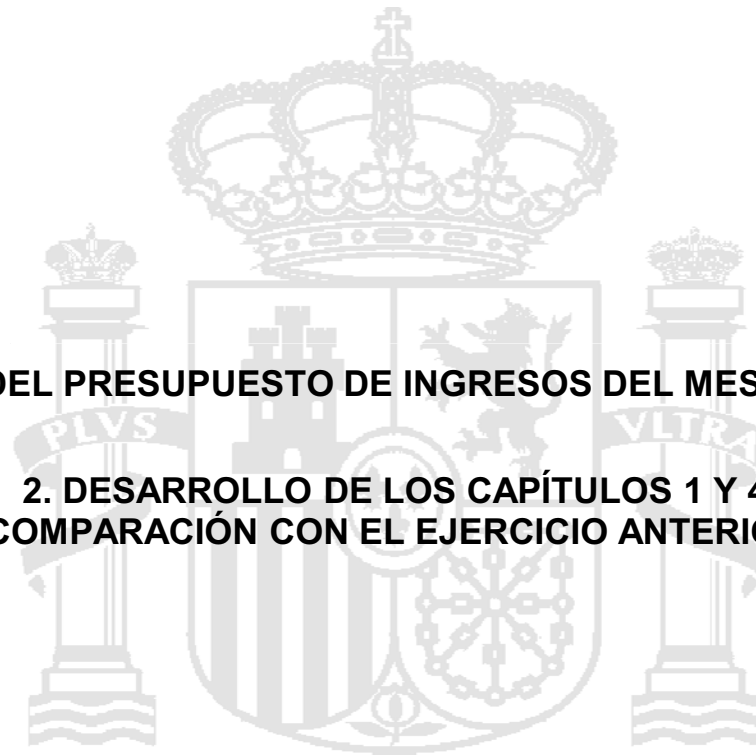 DEL PRESUPUESTO DE INGRESOS DEL MES
PLVS
VLTRA
2. DESARROLLO DE LOS CAPÍTULOS 1 Y 4
COMPARACIÓN CON EL EJERCICIO ANTERIO